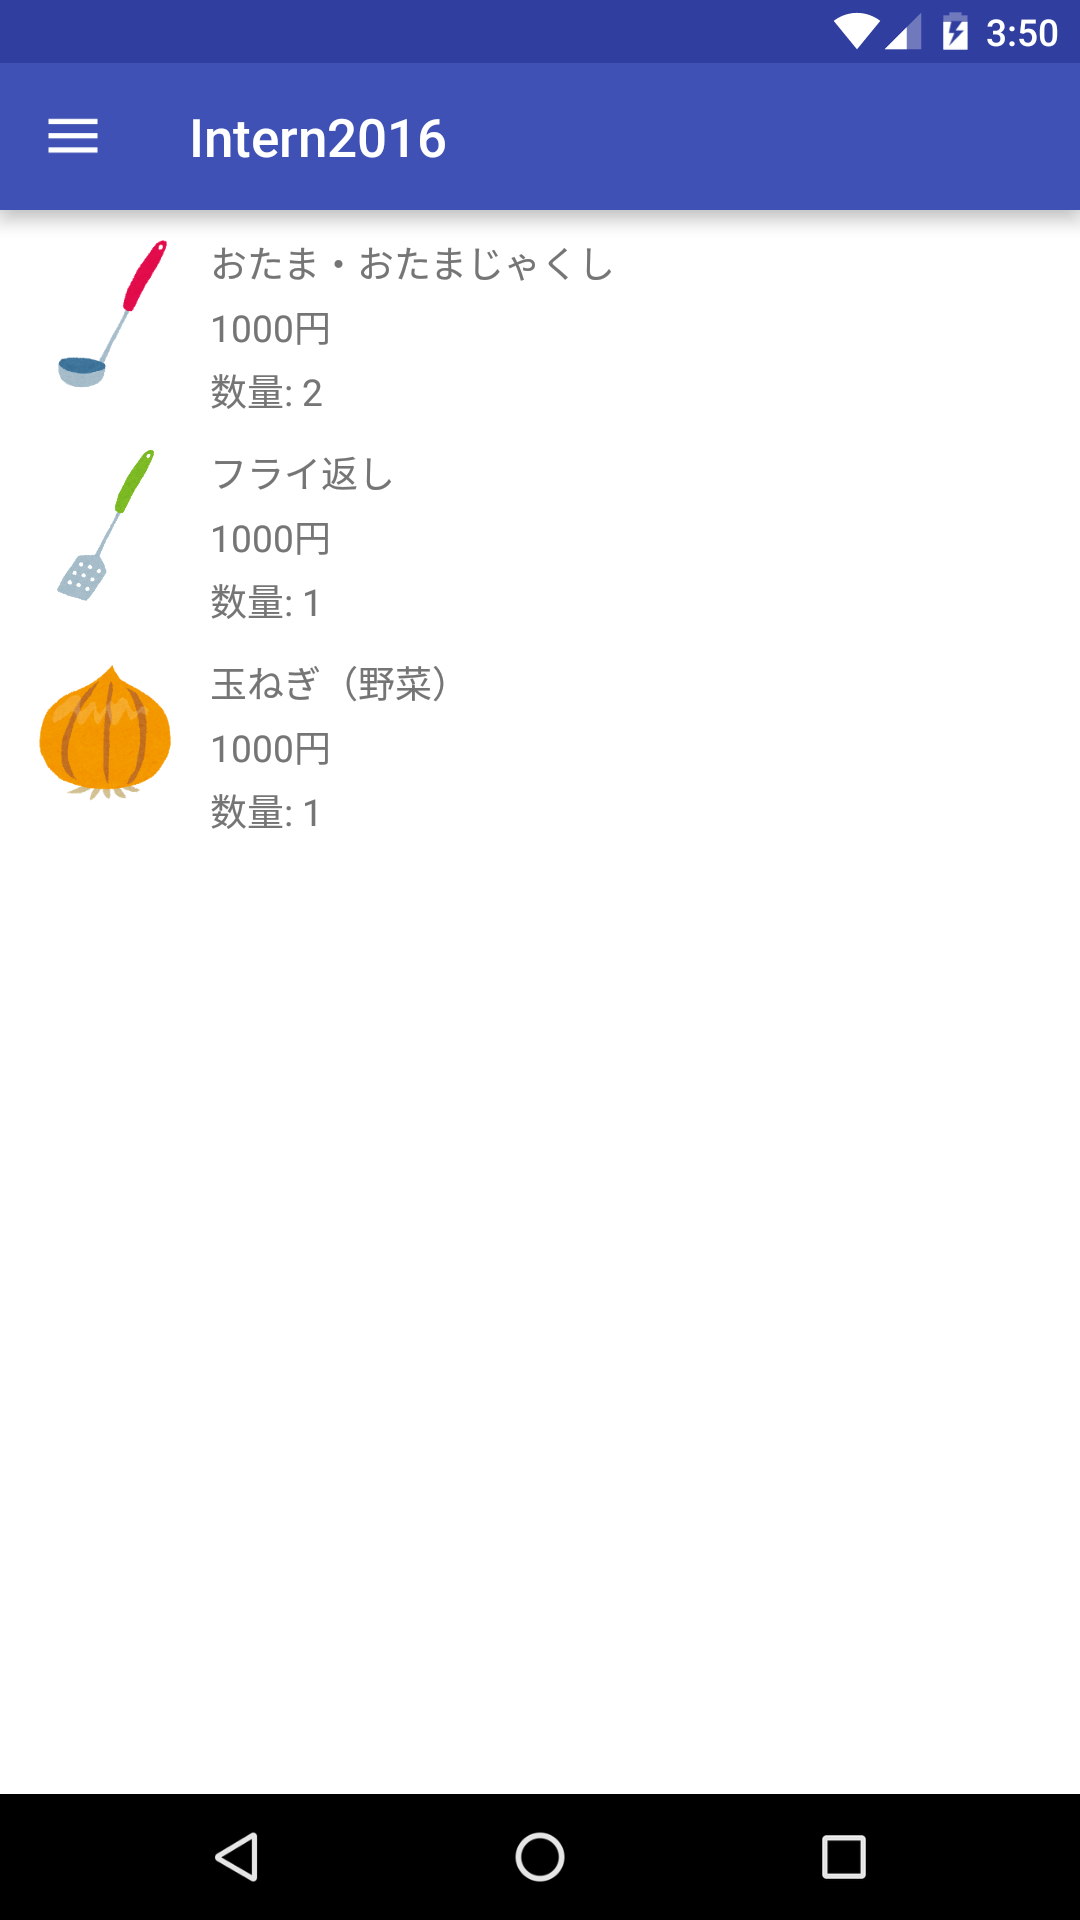 3:50
Intern2016
おたま・おたまじゃくし
1000円
数量: 2
フライ返し
1000円
数量: 1
玉ねぎ（野菜）
1000円
数量: 1